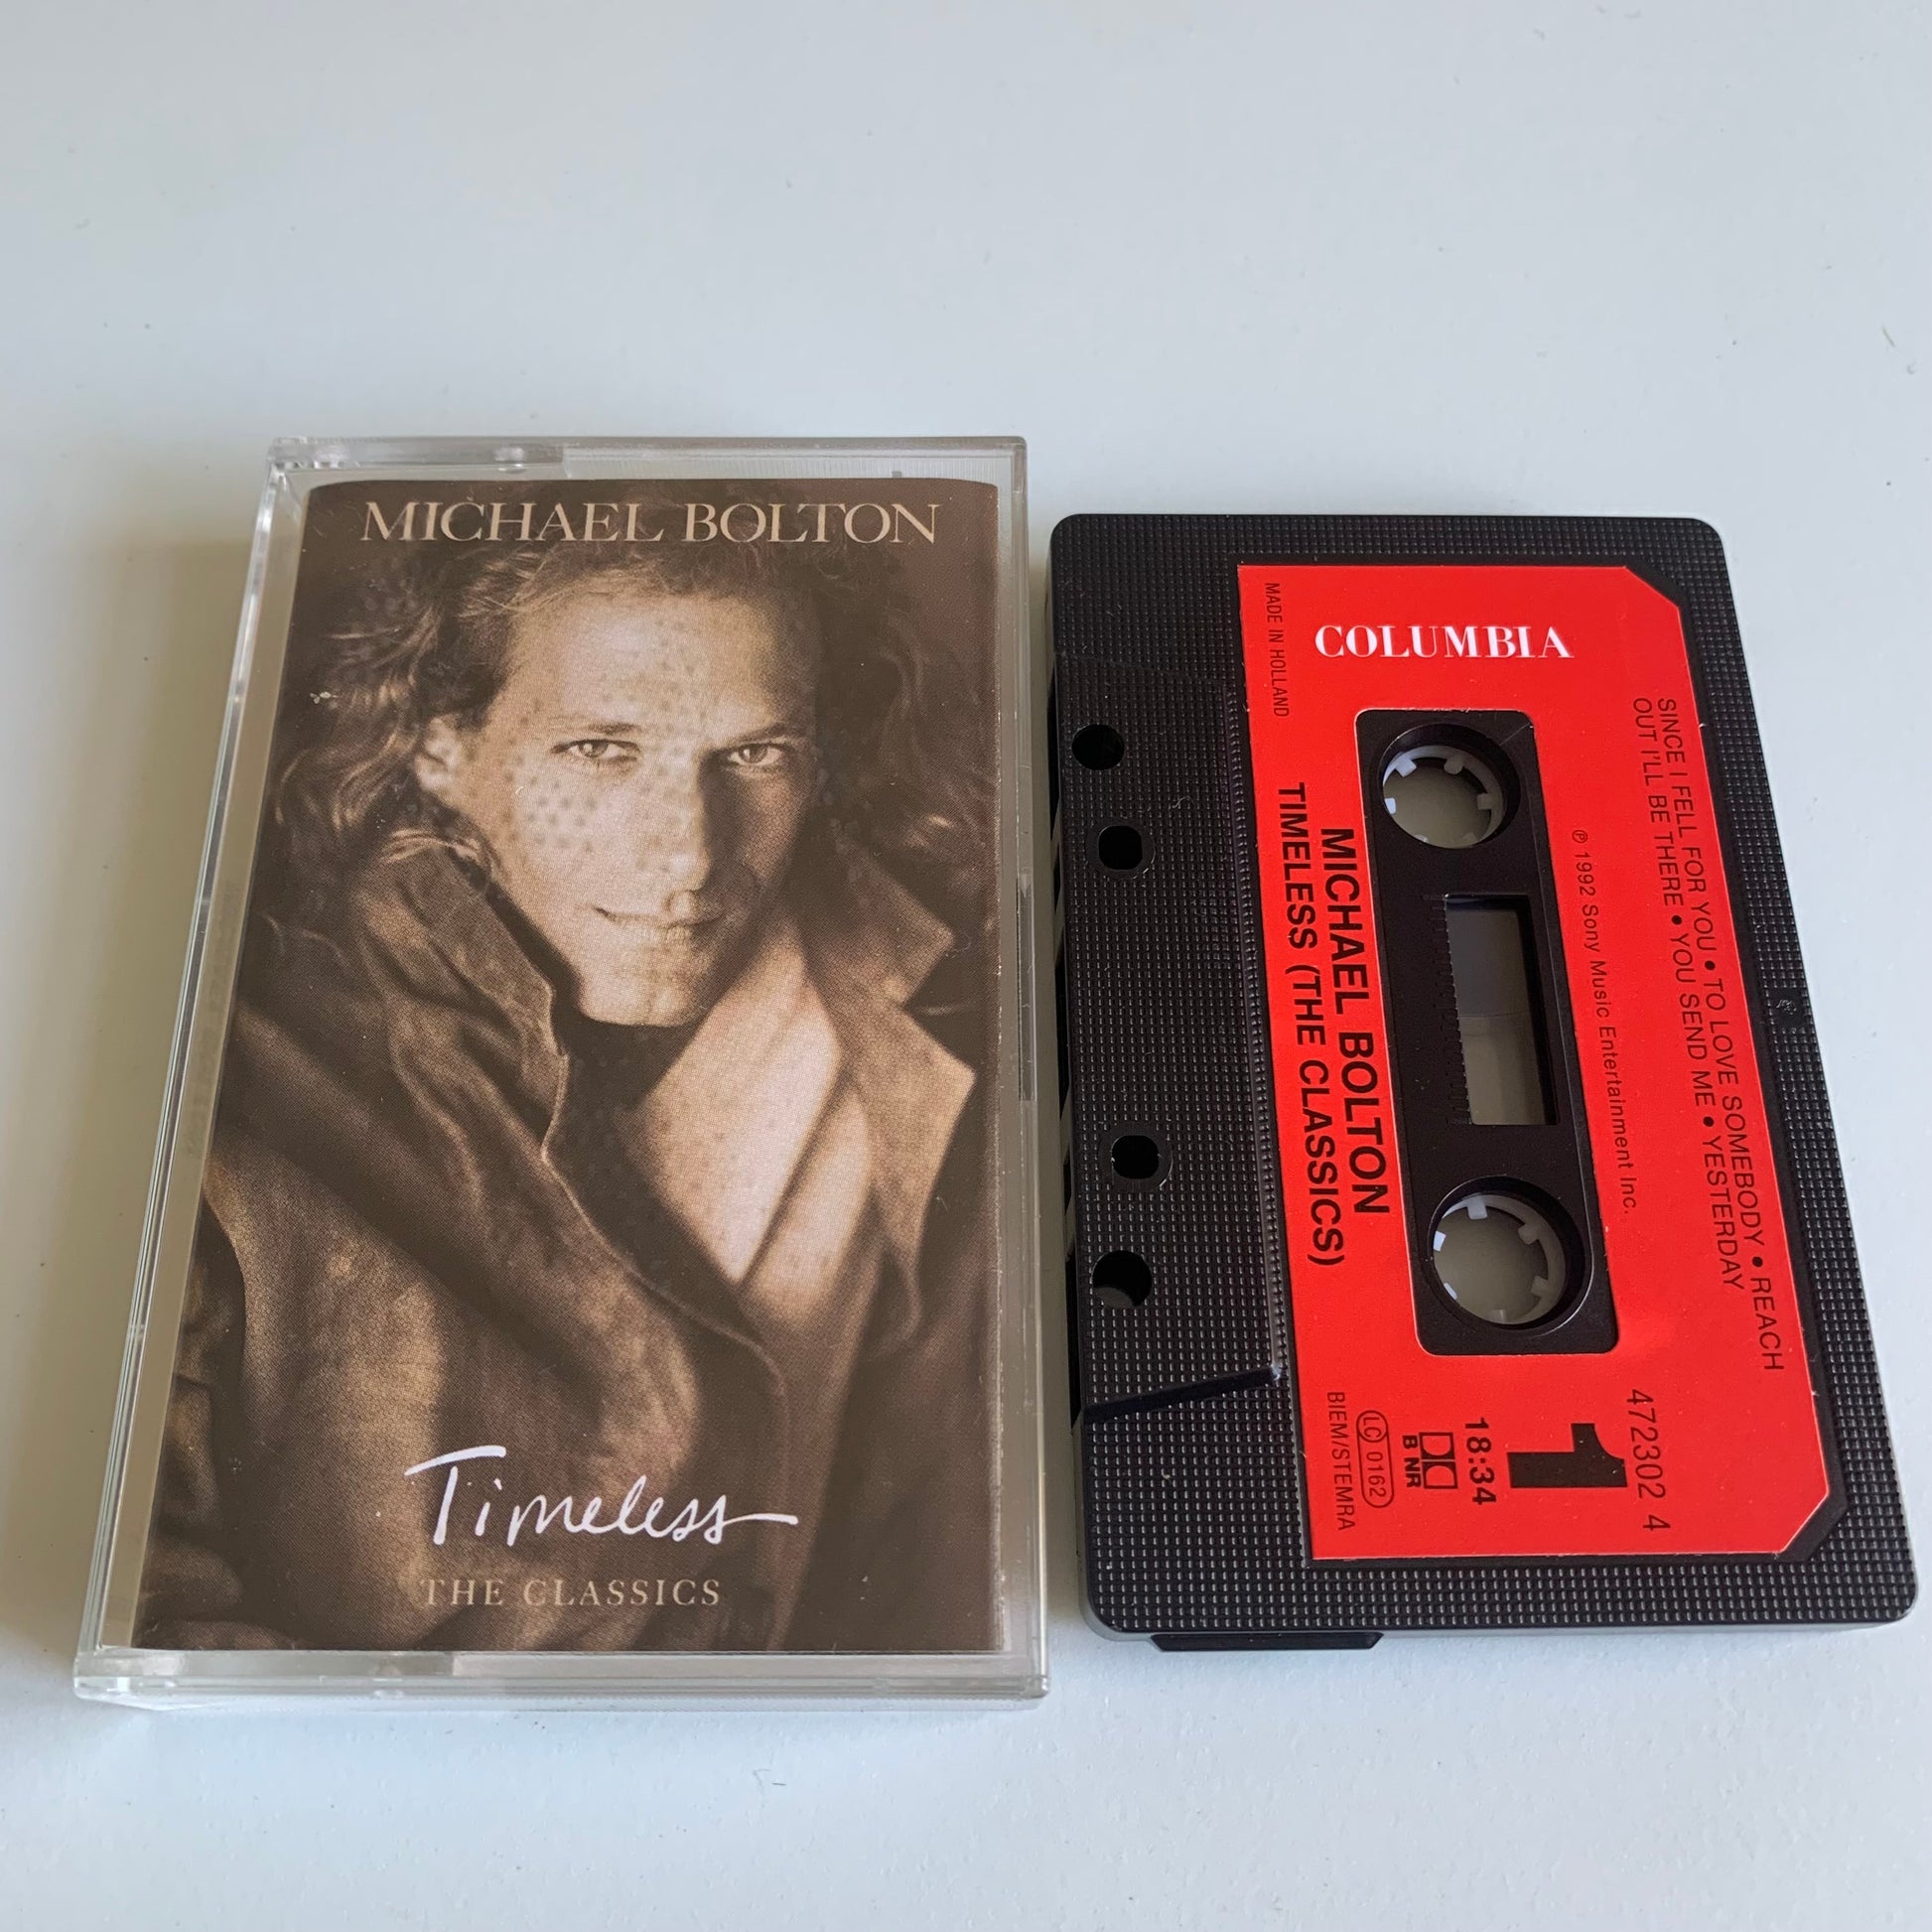 MICHAEL BOLTON
Timeless
THE CLASSICS
COLUMBIA
MADE IN HOLLAND
SINCE I FELL FOR YOU • TO LOVE SOMEBODY • REACH
OUT I'LL BE THERE • YOU SEND ME • YESTERDAY
℗ 1992 Sony Music Entertainment Inc.
MICHAEL BOLTON
TIMELESS (THE CLASSICS)
472302 4
1
18:34
B NR
LC 0162
BIEM/STEMRA